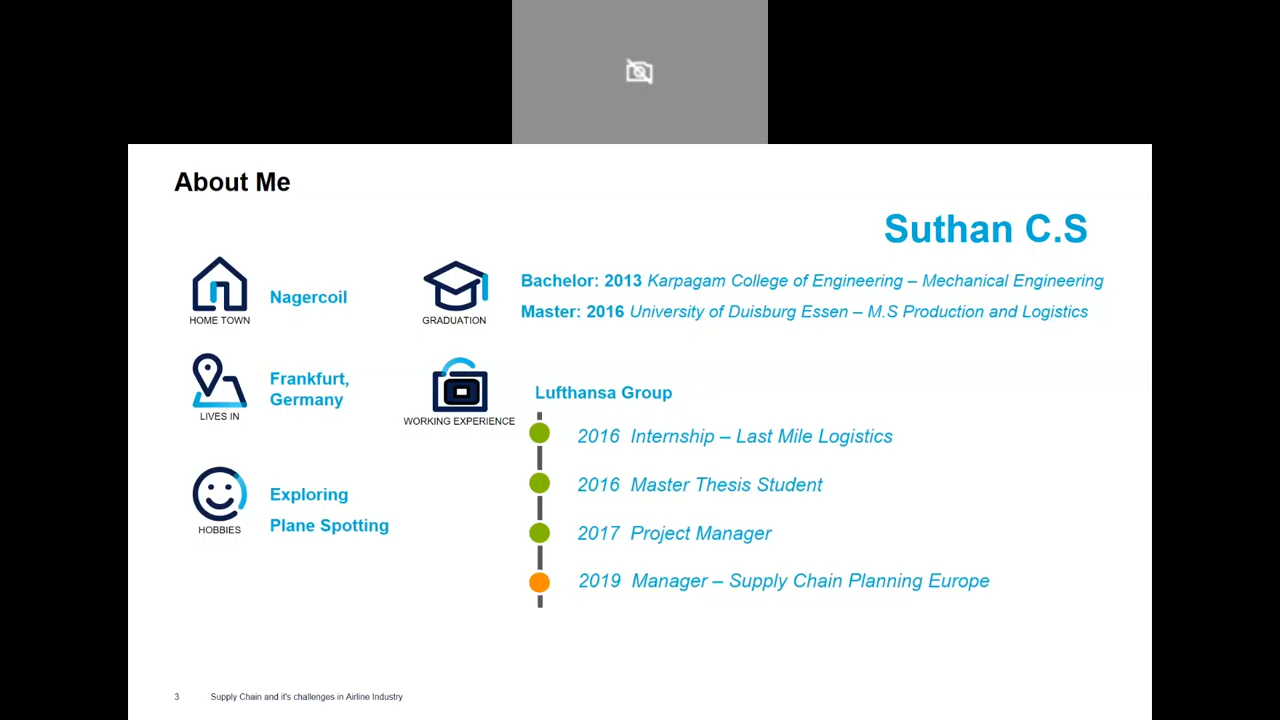 About Me
Suthan C.S
Nagercoil
HOME TOWN
GRADUATION
Bachelor: 2013 Karpagam College of Engineering – Mechanical Engineering
Master: 2016 University of Duisburg Essen – M.S Production and Logistics
Frankfurt,
Germany
LIVES IN
WORKING EXPERIENCE
Lufthansa Group
2016 Internship – Last Mile Logistics
2016 Master Thesis Student
2017 Project Manager
2019 Manager – Supply Chain Planning Europe
Exploring
Plane Spotting
HOBBIES
3 Supply Chain and it's challenges in Airline Industry